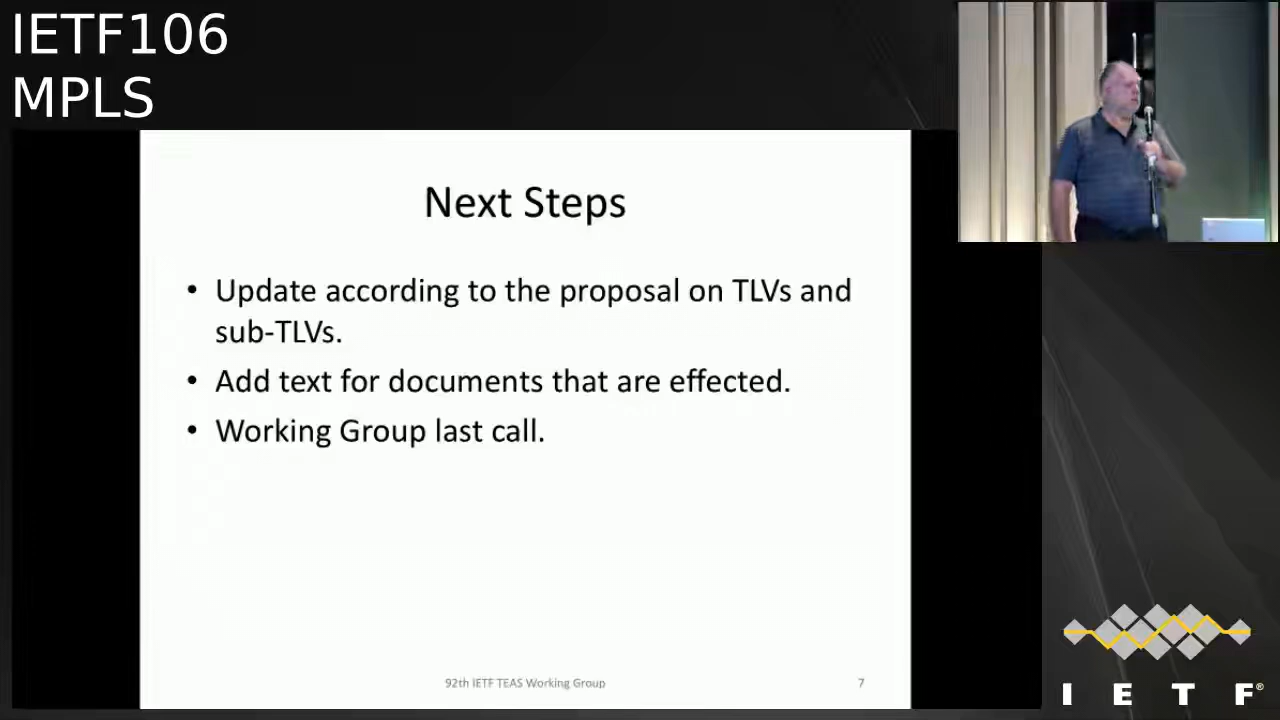 IETF106
MPLS
Next Steps
• Update according to the proposal on TLVs and
sub-TLVs.
• Add text for documents that are effected.
• Working Group last call.
92th IETF TEAS Working Group
7
I E T F®